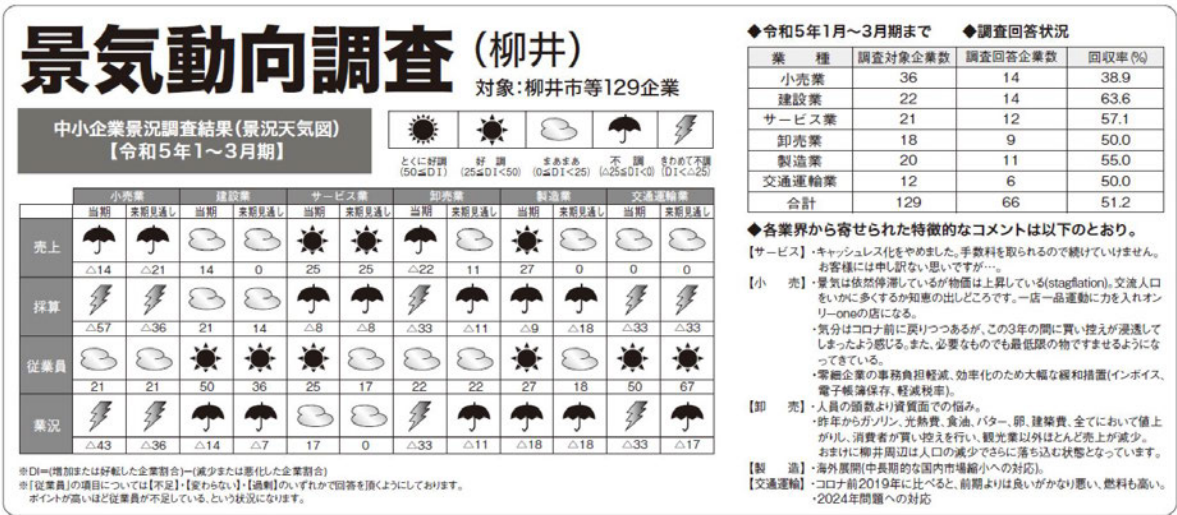 景気動向調査(柳井)
対象:柳井市等129企業
中小企業景況調査結果(景況天気図)
【令和5年1～3月期】
とくに好調 好調 まあまあ 不調 きわめて不調
(50≦DI) (25≦DI<50) (0≦DI<25) (△25≦DI<0) (DI<△25)
小売業 建設業 サービス業 卸売業 製造業 交通運輸業
当期 来期見通し 当期 来期見通し 当期 来期見通し 当期 来期見通し 当期 来期見通し 当期 来期見通し
売上
△14 △21 14 0 25 25 △22 11 27 0 0 0
採算
△57 △36 21 14 △8 △8 △33 △11 △9 △18 △33 △33
従業員
21 21 50 36 25 17 22 22 27 18 50 67
業況
△43 △36 △14 △7 17 0 △33 △11 △18 △18 △33 △17
※DI=(増加または好転した企業割合)−(減少または悪化した企業割合)
※「従業員」の項目については【不足】・【変わらない】・【過剰】のいずれかで回答を頂くようにしております。
ポイントが高いほど従業員が不足している、という状況になります。
◆令和5年1月～3月期まで ◆調査回答状況
業種 調査対象企業数 調査回答企業数 回収率(%)
小売業 36 14 38.9
建設業 22 14 63.6
サービス業 21 12 57.1
卸売業 18 9 50.0
製造業 20 11 55.0
交通運輸業 12 6 50.0
合計 129 66 51.2
◆各業界から寄せられた特徴的なコメントは以下のとおり。
【サービス】・キャッシュレス化をやめました。手数料を取られるので続けていけません。
お客様には申し訳ない思いですが…。
【小 売】・景気は依然停滞しているが物価は上昇している(stagflation)。交流人口
をいかに多くするか知恵の出しどころです。一店一品運動に力を入れオン
リーoneの店になる。
・気分はコロナ前に戻りつつあるが、この3年の間に買い控えが浸透して
しまったよう感じる。また、必要なものでも最低限の物ですませるようにな
ってきている。
・零細企業の事務負担軽減、効率化のため大幅な緩和措置(インボイス、
電子帳簿保存、軽減税率)。
【卸 売】・人員の頭数より資質面での悩み。
・昨年からガソリン、光熱費、食油、バター、卵、建築費、全てにおいて値上
がりし、消費者が買い控えを行い、観光業以外ほとんど売上が減少。
おまけに柳井周辺は人口の減少でさらに落ち込む状態となっています。
【製 造】・海外展開(中長期的な国内市場縮小への対応)。
【交通運輸】・コロナ前2019年に比べると、前期よりは良いがかなり悪い、燃料も高い。
・2024年問題への対応